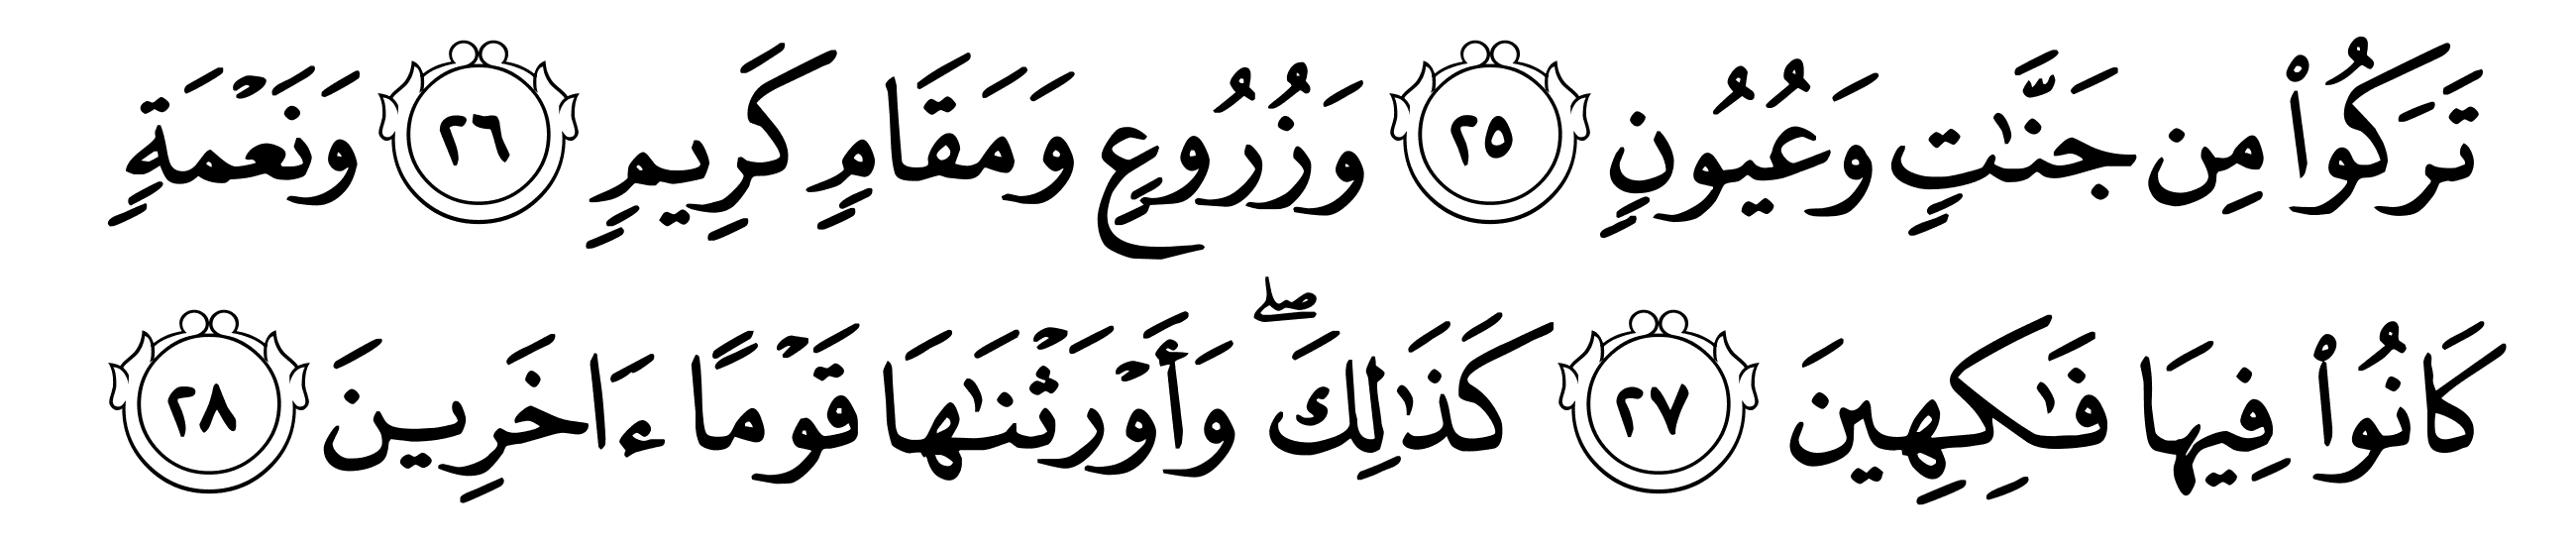 تَرَكُوا۟ مِن جَنَّـٰتٍ وَعُيُونٍ ٢٥ وَزُرُوعٍ وَمَقَامٍ كَرِيمٍ ٢٦ وَنَعْمَةٍ
كَانُوا۟ فِيهَا فَـٰكِهِينَ ٢٧ كَذَٰلِكَ ۖ وَأَوْرَثْنَـٰهَا قَوْمًا ءَاخَرِينَ ٢٨